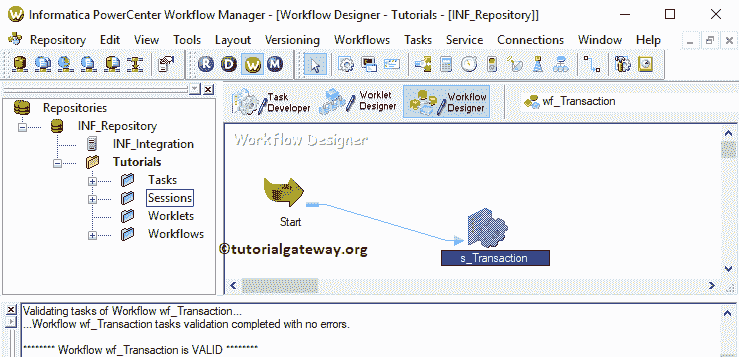 Informatica PowerCenter Workflow Manager - [Workflow Designer - Tutorials - [INF_Repository]]
Repository Edit View Tools Layout Versioning Workflows Tasks Service Connections Window Help
R D W M
Repositories
INF_Repository
INF_Integration
Tutorials
Tasks
Sessions
Worklets
Workflows
Task Developer
Worklet Designer
Workflow Designer
wf_Transaction
Workflow Designer
Start
s_Transaction
©tutorialgateway.org
Validating tasks of Workflow wf_Transaction...
...Workflow wf_Transaction tasks validation completed with no errors.
******** Workflow wf_Transaction is VALID ********